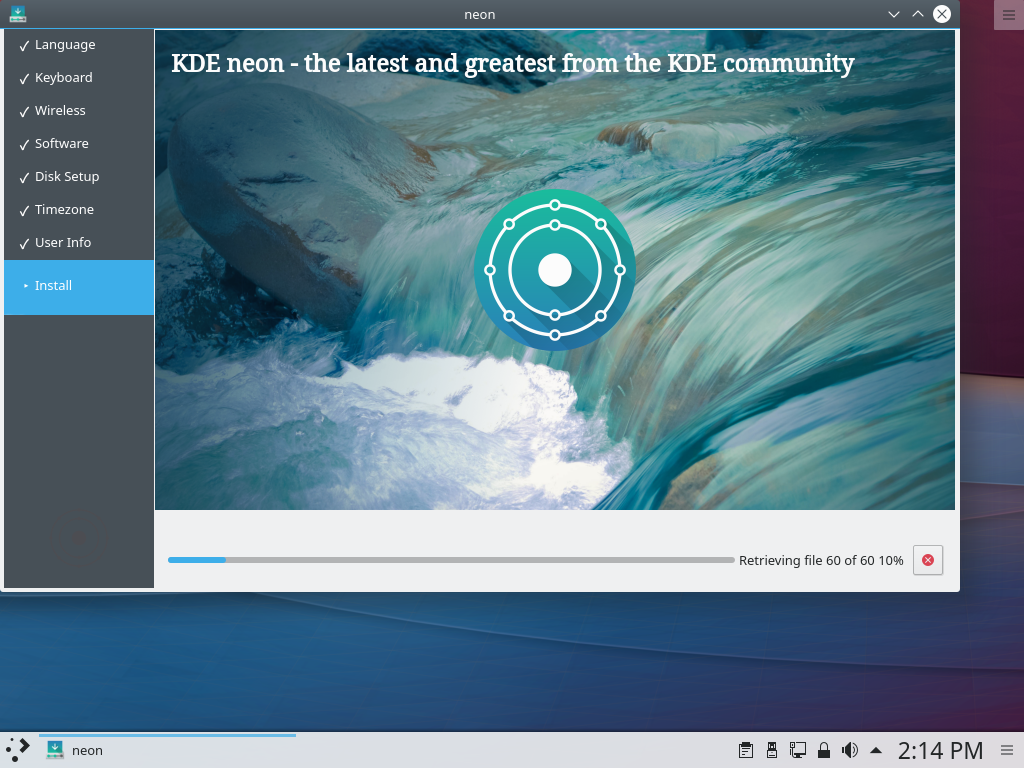 neon
Language
Keyboard
Wireless
Software
Disk Setup
Timezone
User Info
Install
KDE neon - the latest and greatest from the KDE community
Retrieving file 60 of 60 10%
neon
2:14 PM